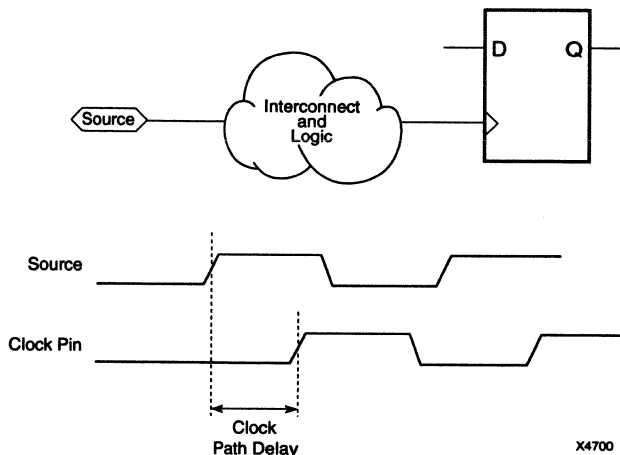 D Q
Source
Interconnect
and
Logic
Source
Clock Pin
Clock
Path Delay
X4700